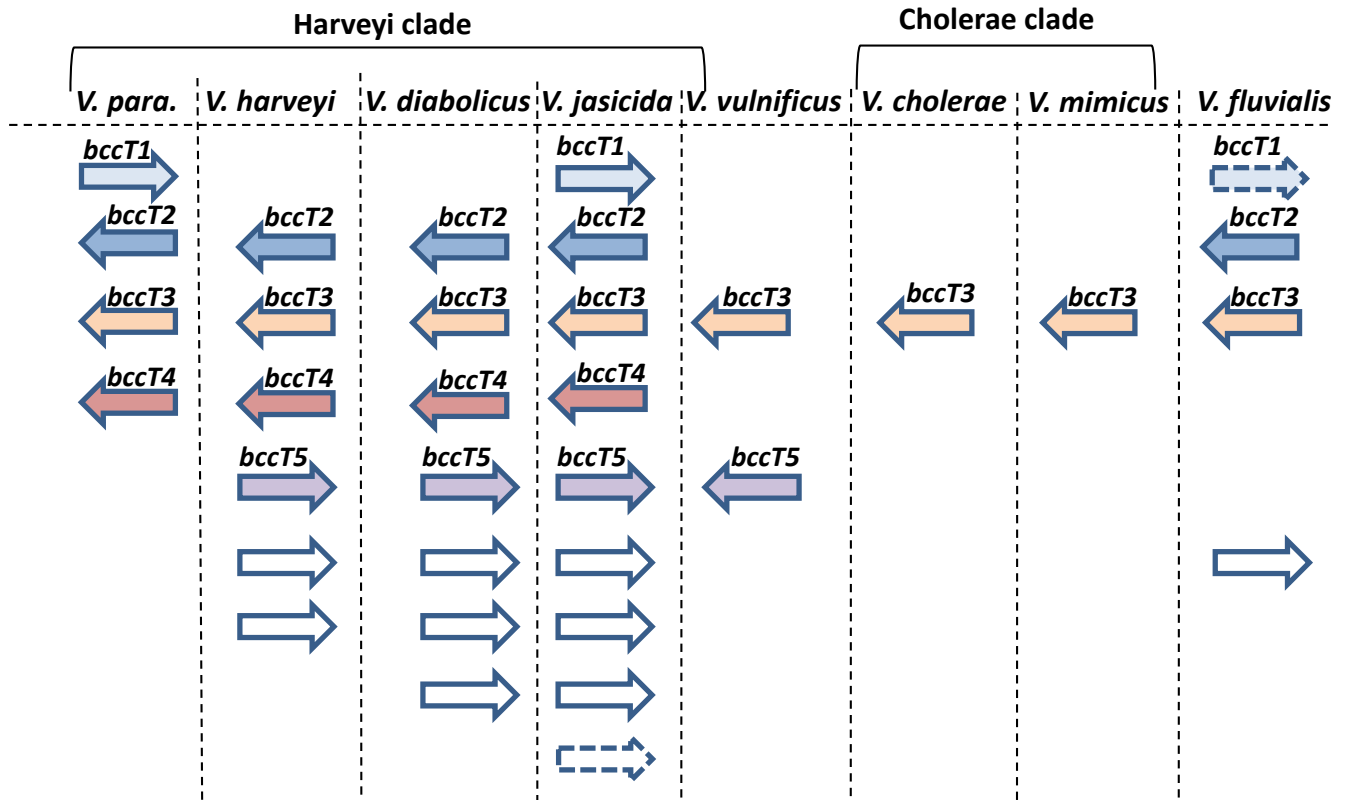 Harveyi clade
Cholerae clade
V. para. V. harveyi V. diabolicus V. jasicida V. vulnificus V. cholerae V. mimicus V. fluvialis
bccT1 bccT1 bccT1
bccT2 bccT2 bccT2 bccT2 bccT2
bccT3 bccT3 bccT3 bccT3 bccT3 bccT3 bccT3 bccT3
bccT4 bccT4 bccT4 bccT4
bccT5 bccT5 bccT5 bccT5